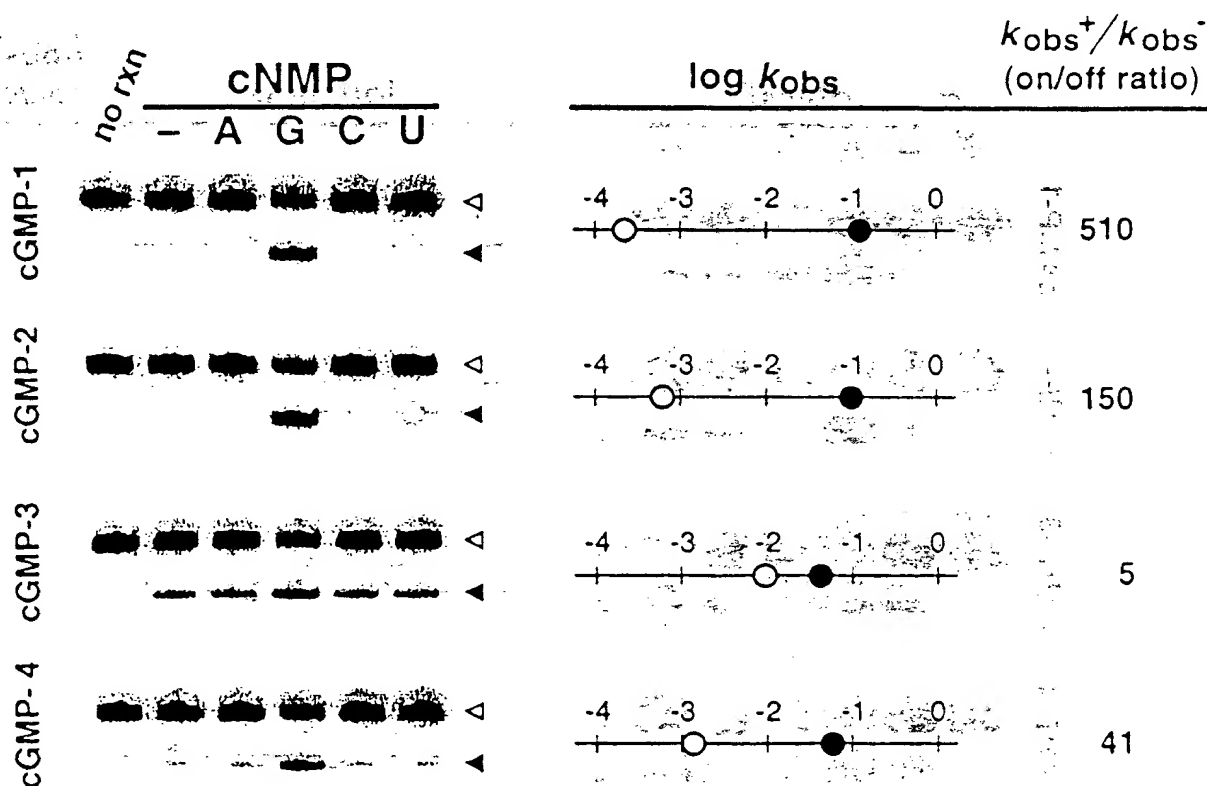 kobs+/kobs-
no rxn cNMP log kobs (on/off ratio)
– A G C U
cGMP-1 -4 -3 -2 -1 0 510
cGMP-2 -4 -3 -2 -1 0 150
cGMP-3 -4 -3 -2 -1 0 5
cGMP-4 -4 -3 -2 -1 0 41